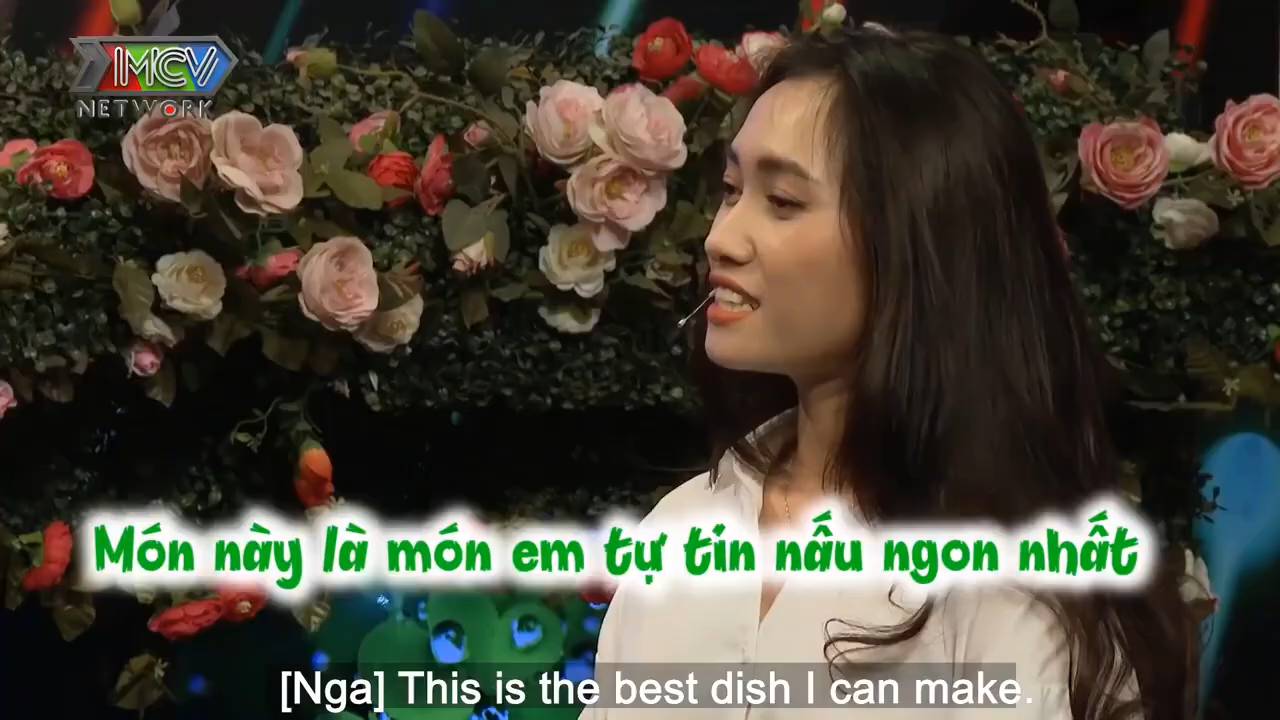 MCV
NETWORK
Món này là món em tự tin nấu ngon nhất
[Nga] This is the best dish I can make.